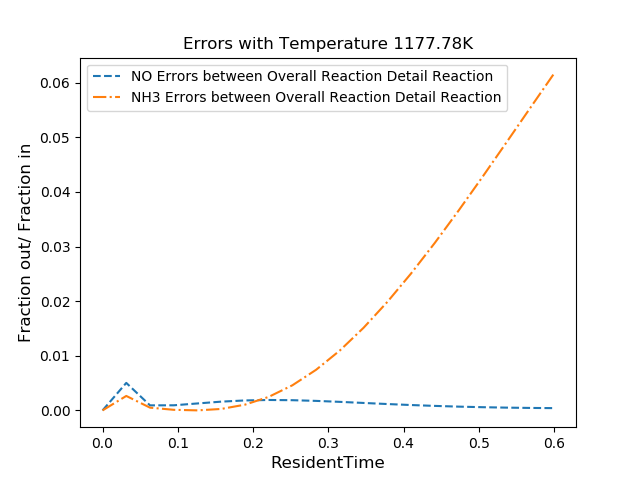 Errors with Temperature 1177.78K
NO Errors between Overall Reaction Detail Reaction
NH3 Errors between Overall Reaction Detail Reaction
Fraction out/ Fraction in
0.06
0.05
0.04
0.03
0.02
0.01
0.00
0.0 0.1 0.2 0.3 0.4 0.5 0.6
ResidentTime